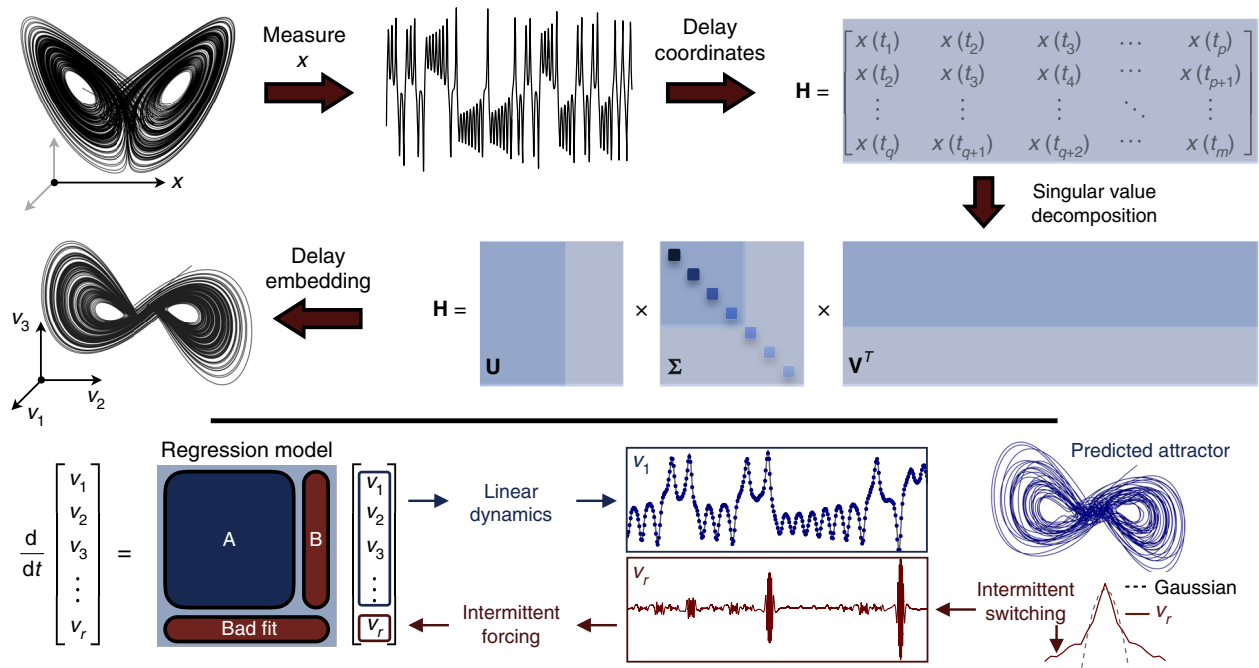 Measure
x
Delay
coordinates
x
H =
x (t1) x (t2) x (t3) ⋯ x (tp)
x (t2) x (t3) x (t4) ⋯ x (tp+1)
⋮ ⋮ ⋮ ⋱ ⋮
x (tq) x (tq+1) x (tq+2) ⋯ x (tm)
Singular value
decomposition
Delay
embedding
v3
v2
v1
H =
U
×
Σ
×
V^T
Regression model
d
dt
v1
v2
v3
⋮
vr
=
A
B
Bad fit
v1
v2
v3
⋮
vr
Linear
dynamics
Intermittent
forcing
v1
vr
Predicted attractor
Intermittent
switching
Gaussian
vr